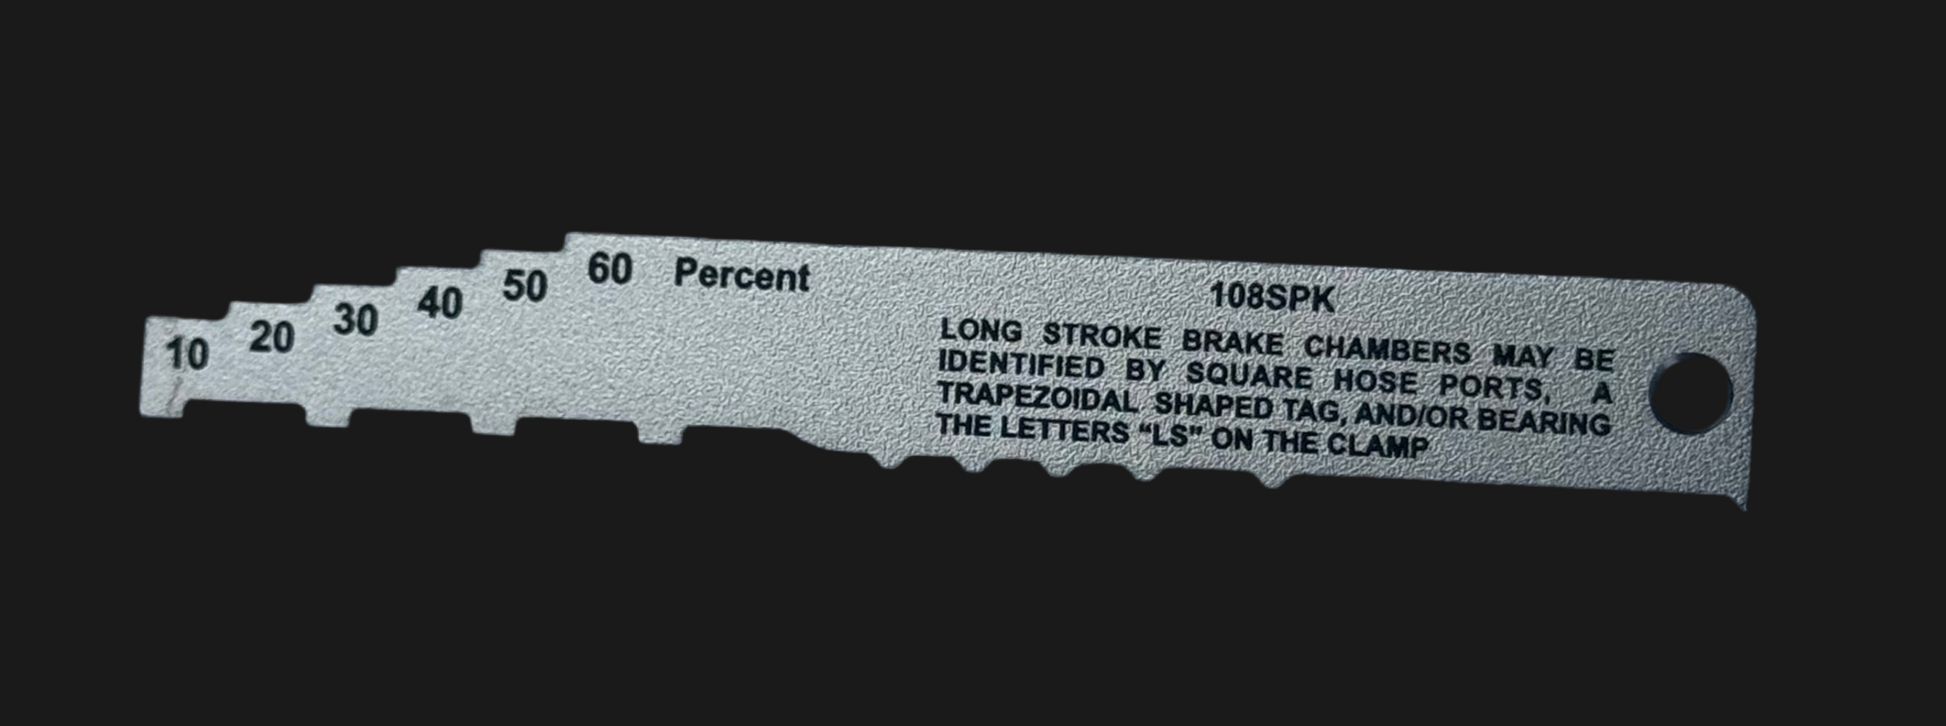 10 20 30 40 50 60 Percent
108SPK
LONG STROKE BRAKE CHAMBERS MAY BE
IDENTIFIED BY SQUARE HOSE PORTS, A
TRAPEZOIDAL SHAPED TAG, AND/OR BEARING
THE LETTERS “LS” ON THE CLAMP